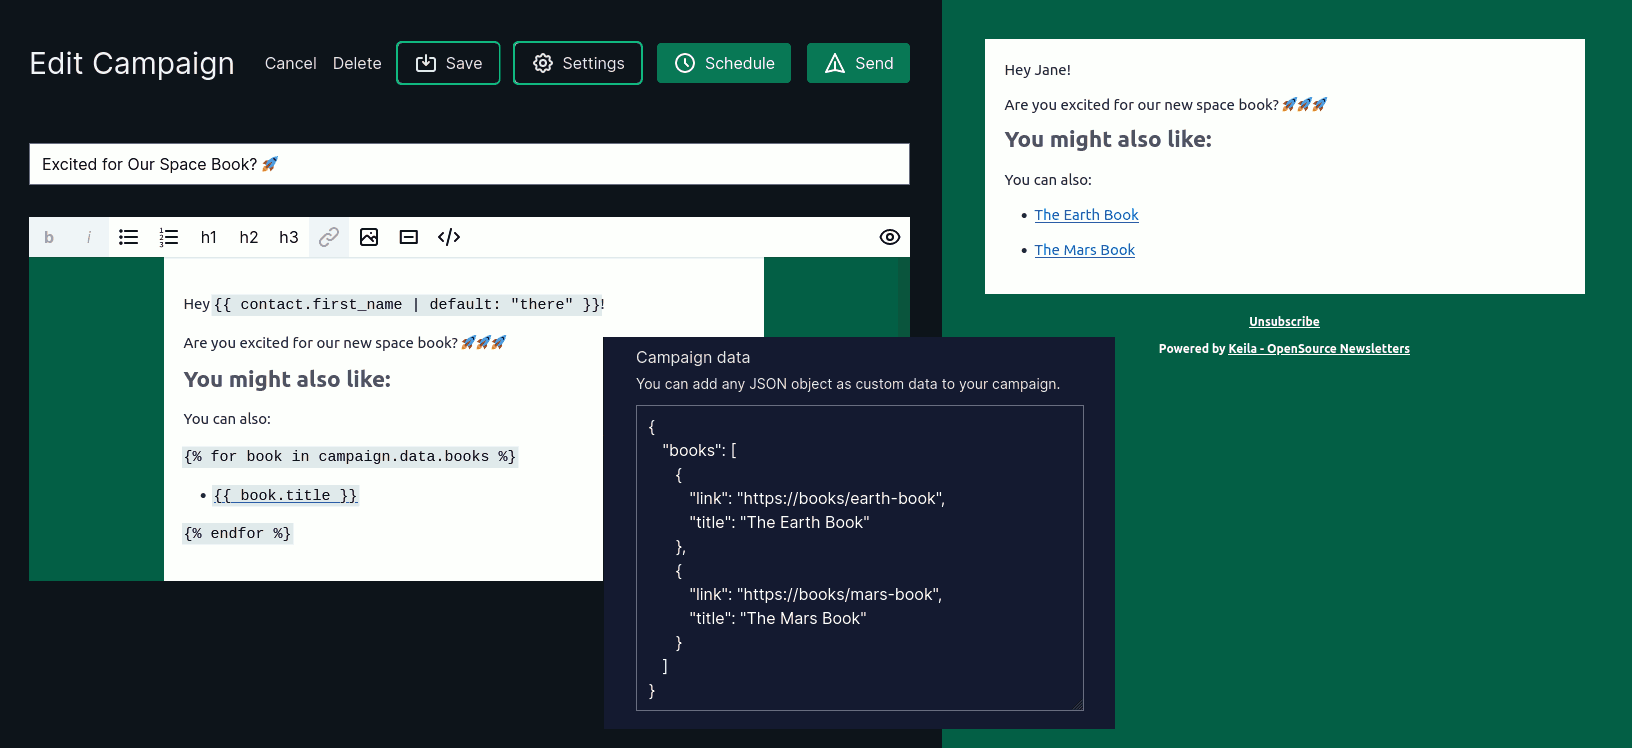 Edit Campaign
Cancel
Delete
Save
Settings
Schedule
Send
Excited for Our Space Book? 🚀
b
i
h1
h2
h3
Hey {{ contact.first_name | default: "there" }}!
Are you excited for our new space book? 🚀🚀🚀
You might also like:
You can also:
{% for book in campaign.data.books %}
• {{ book.title }}
{% endfor %}
Campaign data
You can add any JSON object as custom data to your campaign.
{
"books": [
{
"link": "https://books/earth-book",
"title": "The Earth Book"
},
{
"link": "https://books/mars-book",
"title": "The Mars Book"
}
]
}
Hey Jane!
Are you excited for our new space book? 🚀🚀🚀
You might also like:
You can also:
• The Earth Book
• The Mars Book
Unsubscribe
Powered by Keila - OpenSource Newsletters